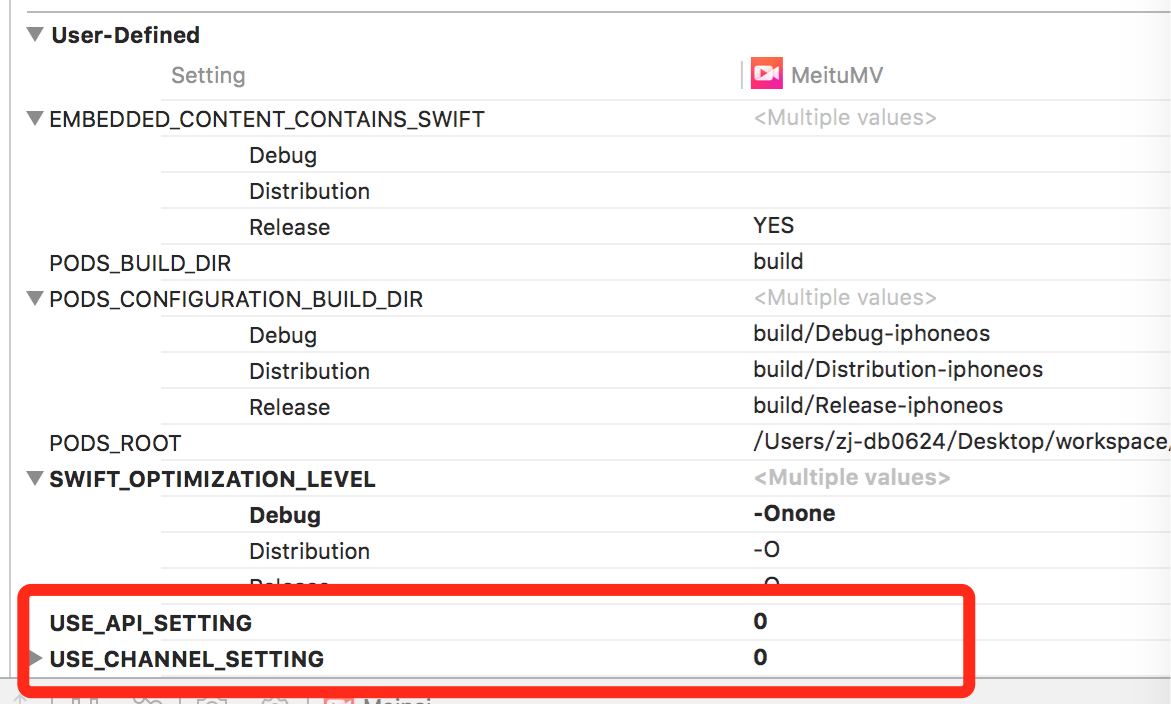 User-Defined
Setting MeituMV
EMBEDDED_CONTENT_CONTAINS_SWIFT <Multiple values>
Debug
Distribution
Release YES
PODS_BUILD_DIR build
PODS_CONFIGURATION_BUILD_DIR <Multiple values>
Debug build/Debug-iphoneos
Distribution build/Distribution-iphoneos
Release build/Release-iphoneos
PODS_ROOT /Users/zj-db0624/Desktop/workspace/
SWIFT_OPTIMIZATION_LEVEL <Multiple values>
Debug -Onone
Distribution -O
Release -O
USE_API_SETTING 0
USE_CHANNEL_SETTING 0